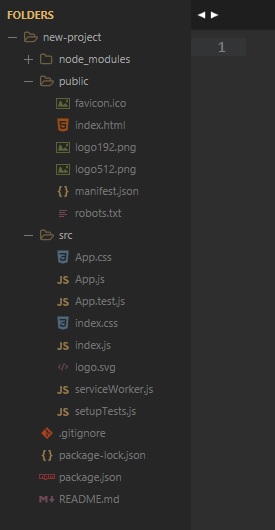 FOLDERS
new-project
node_modules
public
favicon.ico
index.html
logo192.png
logo512.png
manifest.json
robots.txt
src
App.css
App.js
App.test.js
index.css
index.js
logo.svg
serviceWorker.js
setupTests.js
.gitignore
package-lock.json
package.json
README.md
1